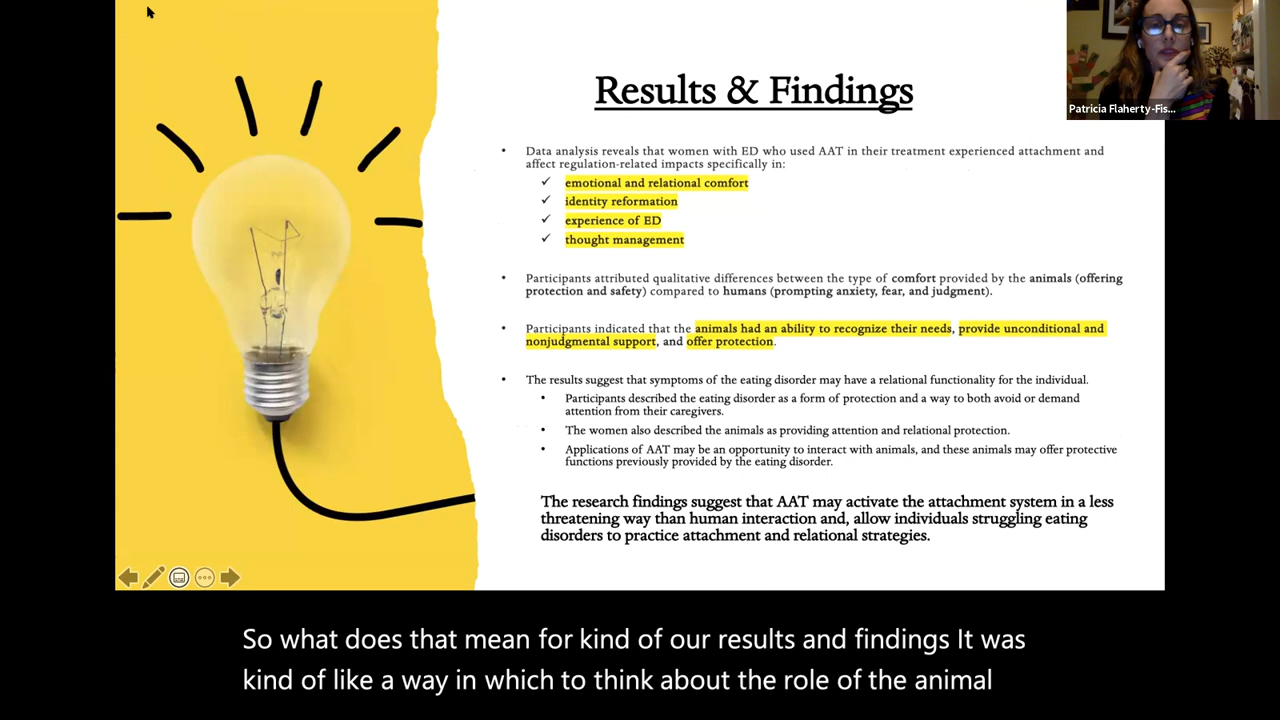 Results & Findings
Patricia Flaherty-Fis...
• Data analysis reveals that women with ED who used AAT in their treatment experienced attachment and
affect regulation-related impacts specifically in:
✓ emotional and relational comfort
✓ identity reformation
✓ experience of ED
✓ thought management
• Participants attributed qualitative differences between the type of comfort provided by the animals (offering
protection and safety) compared to humans (prompting anxiety, fear, and judgment).
• Participants indicated that the animals had an ability to recognize their needs, provide unconditional and
nonjudgmental support, and offer protection.
• The results suggest that symptoms of the eating disorder may have a relational functionality for the individual.
• Participants described the eating disorder as a form of protection and a way to both avoid or demand
attention from their caregivers.
• The women also described the animals as providing attention and relational protection.
• Applications of AAT may be an opportunity to interact with animals, and these animals may offer protective
functions previously provided by the eating disorder.
The research findings suggest that AAT may activate the attachment system in a less
threatening way than human interaction and, allow individuals struggling eating
disorders to practice attachment and relational strategies.
So what does that mean for kind of our results and findings It was
kind of like a way in which to think about the role of the animal